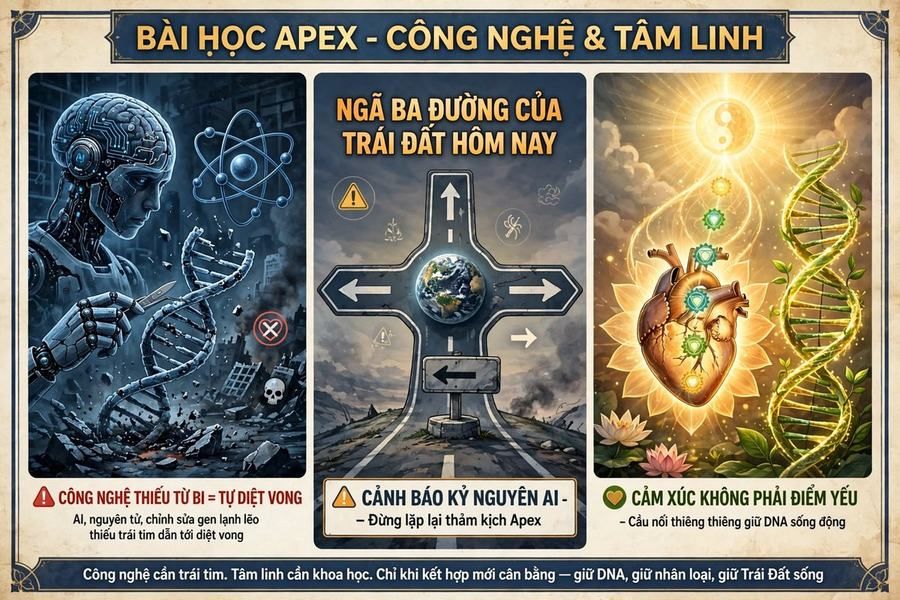 BÀI HỌC APEX - CÔNG NGHỆ & TÂM LINH
NGÃ BA ĐƯỜNG CỦA
TRÁI ĐẤT HÔM NAY
CÔNG NGHỆ THIẾU TỪ BI = TỰ DIỆT VONG
AI, nguyên tử, chỉnh sửa gen lạnh lẽo
thiếu trái tim dẫn tới diệt vong
CẢNH BÁO KỶ NGUYÊN AI -
– Đừng lặp lại thảm kịch Apex
CẢM XÚC KHÔNG PHẢI ĐIỂM YẾU
– Cầu nối thiêng thiêng giữ DNA sống động
Công nghệ cần trái tim. Tâm linh cần khoa học. Chỉ khi kết hợp mới cân bằng — giữ DNA, giữ nhân loại, giữ Trái Đất sống